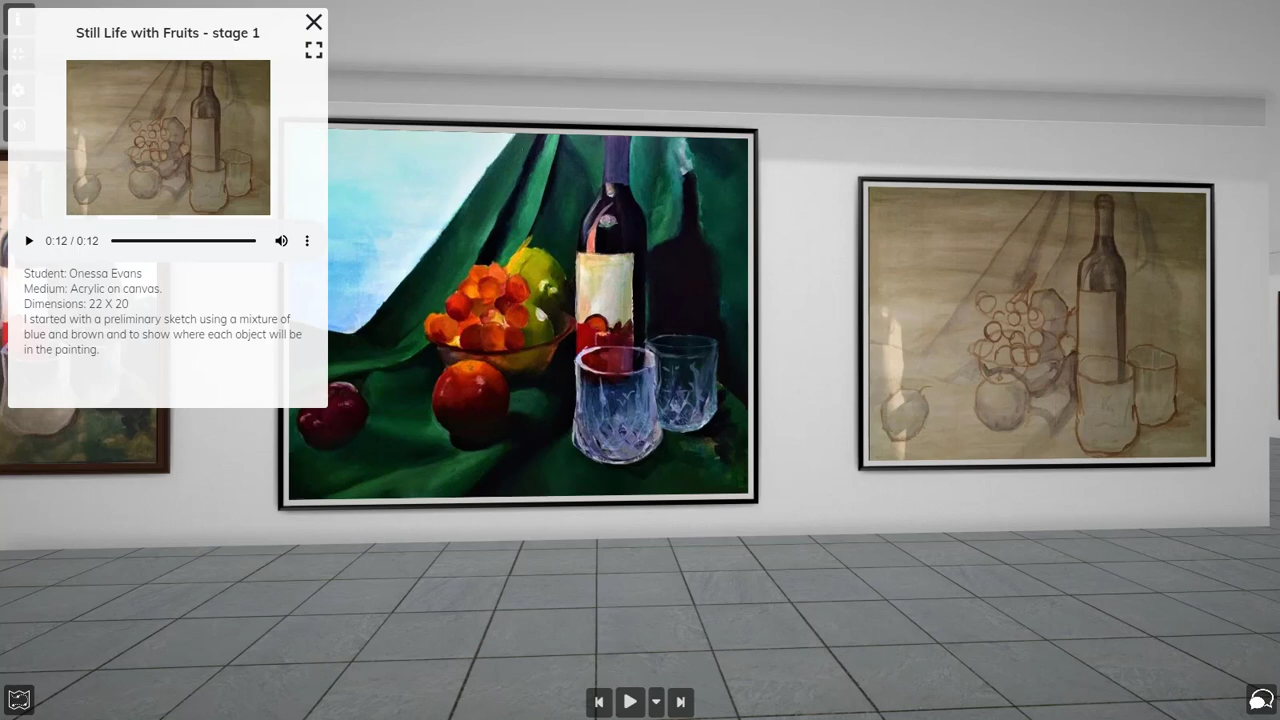 Still Life with Fruits - stage 1
0:12 / 0:12
Student: Onessa Evans
Medium: Acrylic on canvas.
Dimensions: 22 X 20
I started with a preliminary sketch using a mixture of
blue and brown and to show where each object will be
in the painting.